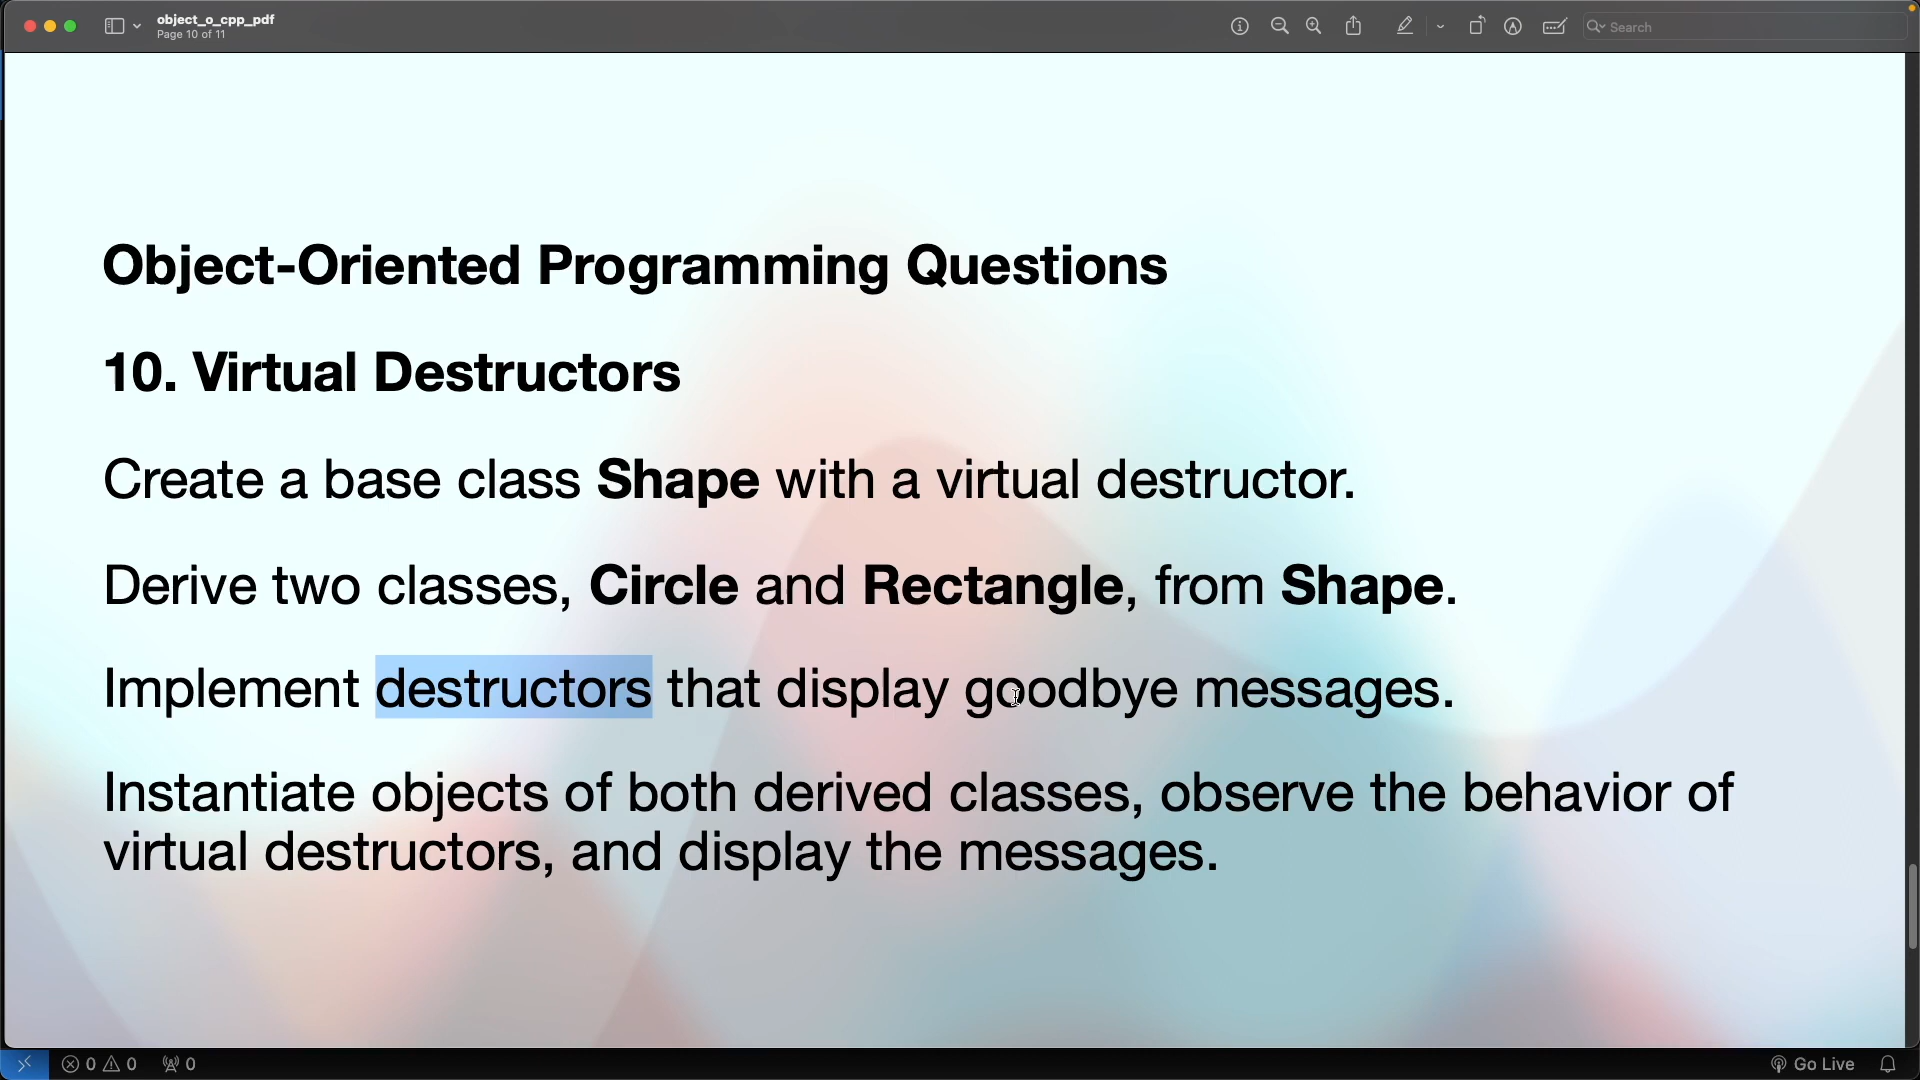 object_o_cpp_pdf
Page 10 of 11
Search
Object-Oriented Programming Questions
10. Virtual Destructors
Create a base class Shape with a virtual destructor.
Derive two classes, Circle and Rectangle, from Shape.
Implement destructors that display goodbye messages.
Instantiate objects of both derived classes, observe the behavior of
virtual destructors, and display the messages.
0 0 0 Go Live